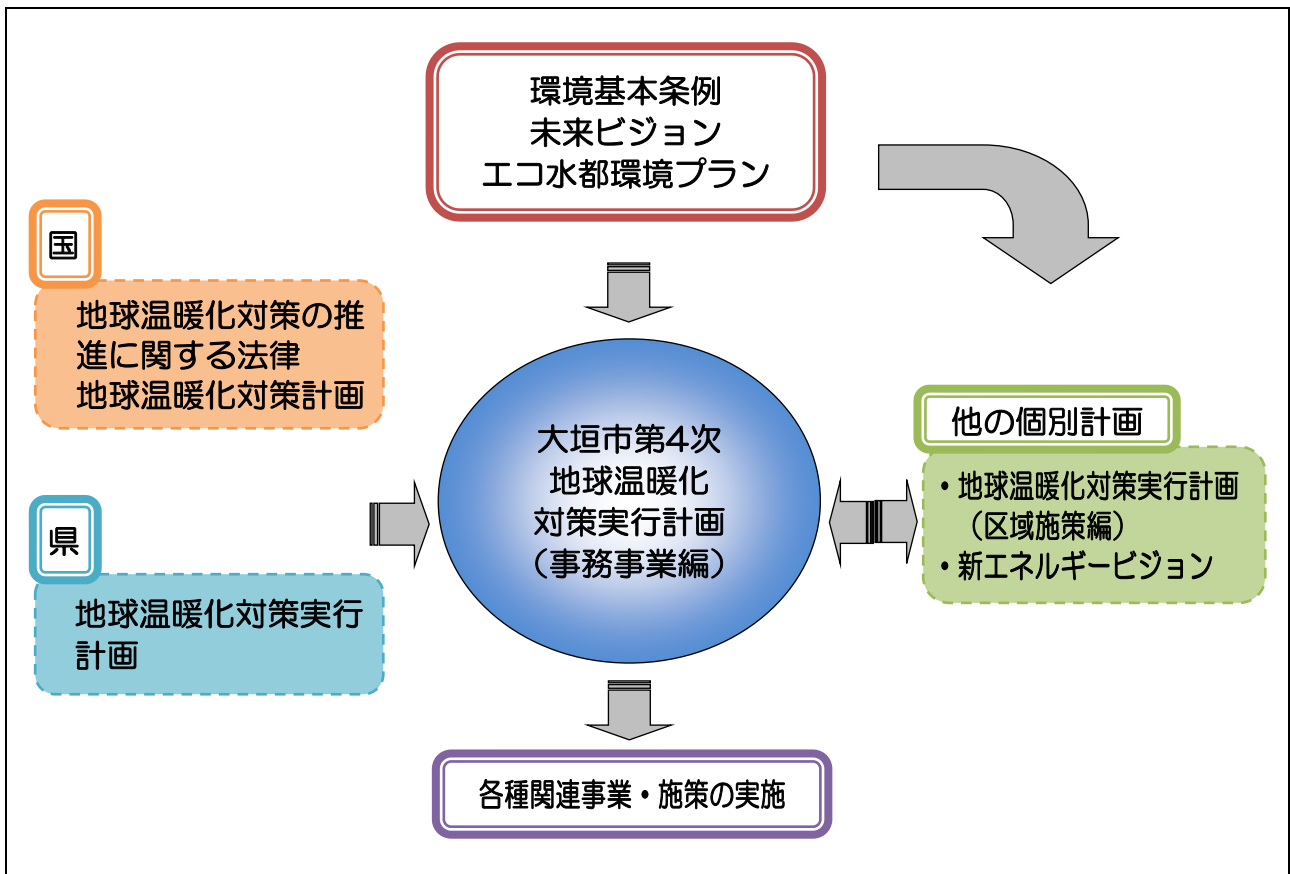 環境基本条例
未来ビジョン
エコ水都環境プラン
国
地球温暖化対策の推
進に関する法律
地球温暖化対策計画
県
地球温暖化対策実行
計画
大垣市第4次
地球温暖化
対策実行計画
（事務事業編）
他の個別計画
・地球温暖化対策実行計画
（区域施策編）
・新エネルギービジョン
各種関連事業・施策の実施